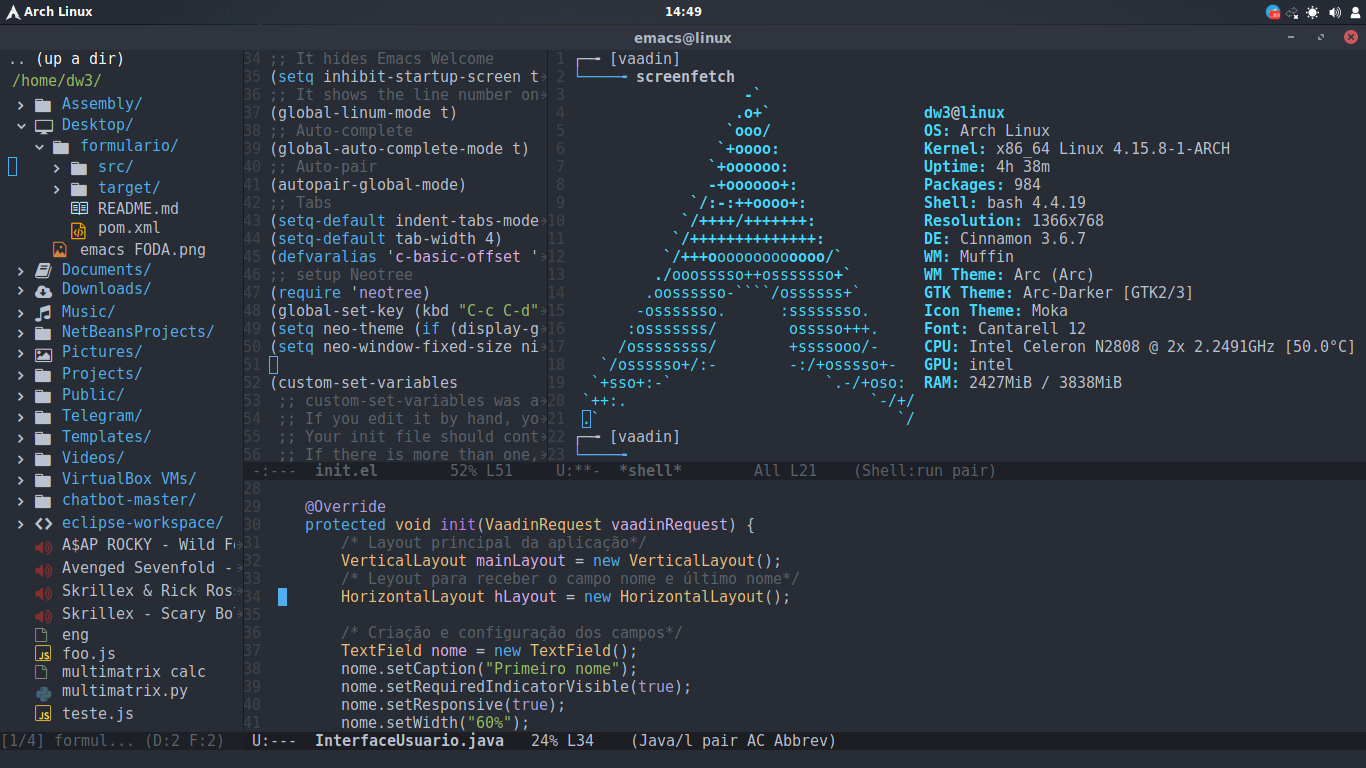 Arch Linux
14:49
emacs@linux
.. (up a dir)
/home/dw3/
Assembly/
Desktop/
formulario/
src/
target/
README.md
pom.xml
emacs FODA.png
Documents/
Downloads/
Music/
NetBeansProjects/
Pictures/
Projects/
Public/
Telegram/
Templates/
Videos/
VirtualBox VMs/
chatbot-master/
eclipse-workspace/
A$AP ROCKY - Wild Fo
Avenged Sevenfold -
Skrillex & Rick Ros
Skrillex - Scary Bo
eng
foo.js
multimatrix calc
multimatrix.py
teste.js
[1/4] formul... (D:2 F:2)
34 ;; It hides Emacs Welcome
35 (setq inhibit-startup-screen t
36 ;; It shows the line number on
37 (global-linum-mode t)
38 ;; Auto-complete
39 (global-auto-complete-mode t)
40 ;; Auto-pair
41 (autopair-global-mode)
42 ;; Tabs
43 (setq-default indent-tabs-mode
44 (setq-default tab-width 4)
45 (defvaralias 'c-basic-offset '
46 ;; setup Neotree
47 (require 'neotree)
48 (global-set-key (kbd "C-c C-d"
49 (setq neo-theme (if (display-g
50 (setq neo-window-fixed-size ni
51
52 (custom-set-variables
53 ;; custom-set-variables was a
54 ;; If you edit it by hand, yo
55 ;; Your init file should cont
56 ;; If there is more than one,
-:--- init.el 52% L51
1 ┌─╼ [vaadin]
2 └────╼ screenfetch
3 -`
4 .o+` dw3@linux
5 `ooo/ OS: Arch Linux
6 `+oooo: Kernel: x86_64 Linux 4.15.8-1-ARCH
7 `+oooooo: Uptime: 4h 38m
8 -+oooooo+: Packages: 984
9 `/:-:++oooo+: Shell: bash 4.4.19
10 `/++++/+++++++: Resolution: 1366x768
11 `/++++++++++++++: DE: Cinnamon 3.6.7
12 `/+++ooooooooooooo/` WM: Muffin
13 ./ooosssso++osssssso+` WM Theme: Arc (Arc)
14 .oossssso-````/ossssss+` GTK Theme: Arc-Darker [GTK2/3]
15 -osssssso. :ssssssso. Icon Theme: Moka
16 :osssssss/ osssso+++. Font: Cantarell 12
17 /ossssssss/ +ssssooo/- CPU: Intel Celeron N2808 @ 2x 2.2491GHz [50.0°C]
18 `/ossssso+/:- -:/+osssso+- GPU: intel
19 `+sso+:-` `.-/+oso: RAM: 2427MiB / 3838MiB
20 `++:. `-/+/
21 .` `/
22 ┌─╼ [vaadin]
23 └────╼
U:**- *shell* All L21 (Shell:run pair)
28
29 @Override
30 protected void init(VaadinRequest vaadinRequest) {
31 /* Layout principal da aplicação*/
32 VerticalLayout mainLayout = new VerticalLayout();
33 /* Leyout para receber o campo nome e último nome*/
34 HorizontalLayout hLayout = new HorizontalLayout();
35
36 /* Criação e configuração dos campos*/
37 TextField nome = new TextField();
38 nome.setCaption("Primeiro nome");
39 nome.setRequiredIndicatorVisible(true);
40 nome.setResponsive(true);
41 nome.setWidth("60%");
U:--- InterfaceUsuario.java 24% L34 (Java/l pair AC Abbrev)